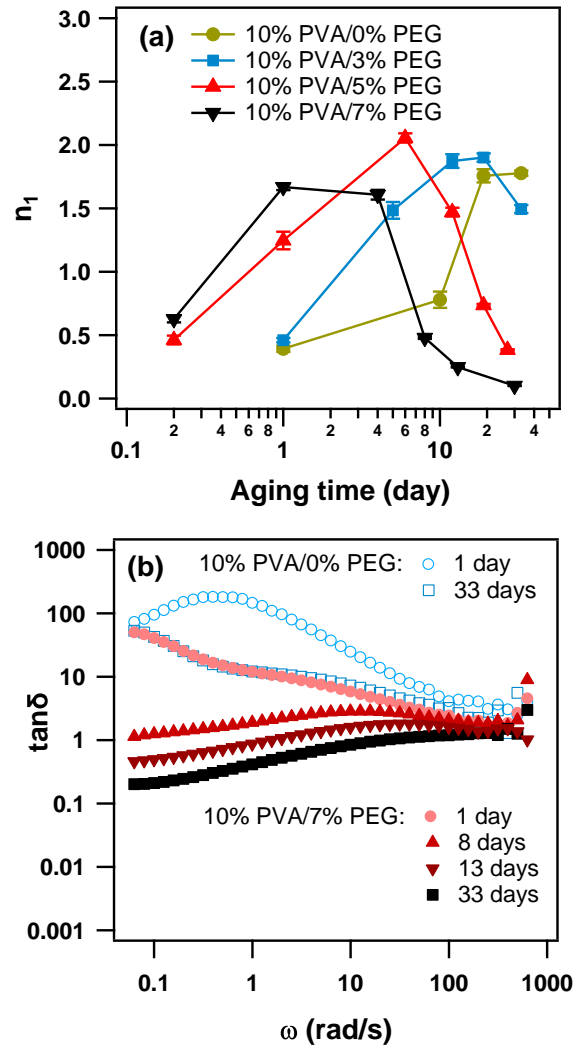 (a)
10% PVA/0% PEG
10% PVA/3% PEG
10% PVA/5% PEG
10% PVA/7% PEG
3.0
2.5
2.0
1.5
1.0
0.5
0.0
n1
0.1 2 4 6 8 1 2 4 6 8 10 2 4
Aging time (day)
(b)
10% PVA/0% PEG: 1 day
33 days
1000
100
10
1
0.1
0.01
0.001
tanδ
10% PVA/7% PEG: 1 day
8 days
13 days
33 days
0.1 1 10 100 1000
ω (rad/s)